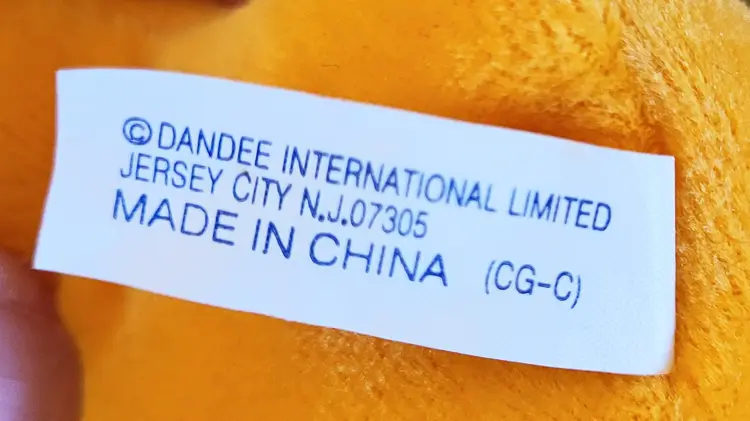 ©DANDEE INTERNATIONAL LIMITED
JERSEY CITY N.J.07305
MADE IN CHINA (CG-C)